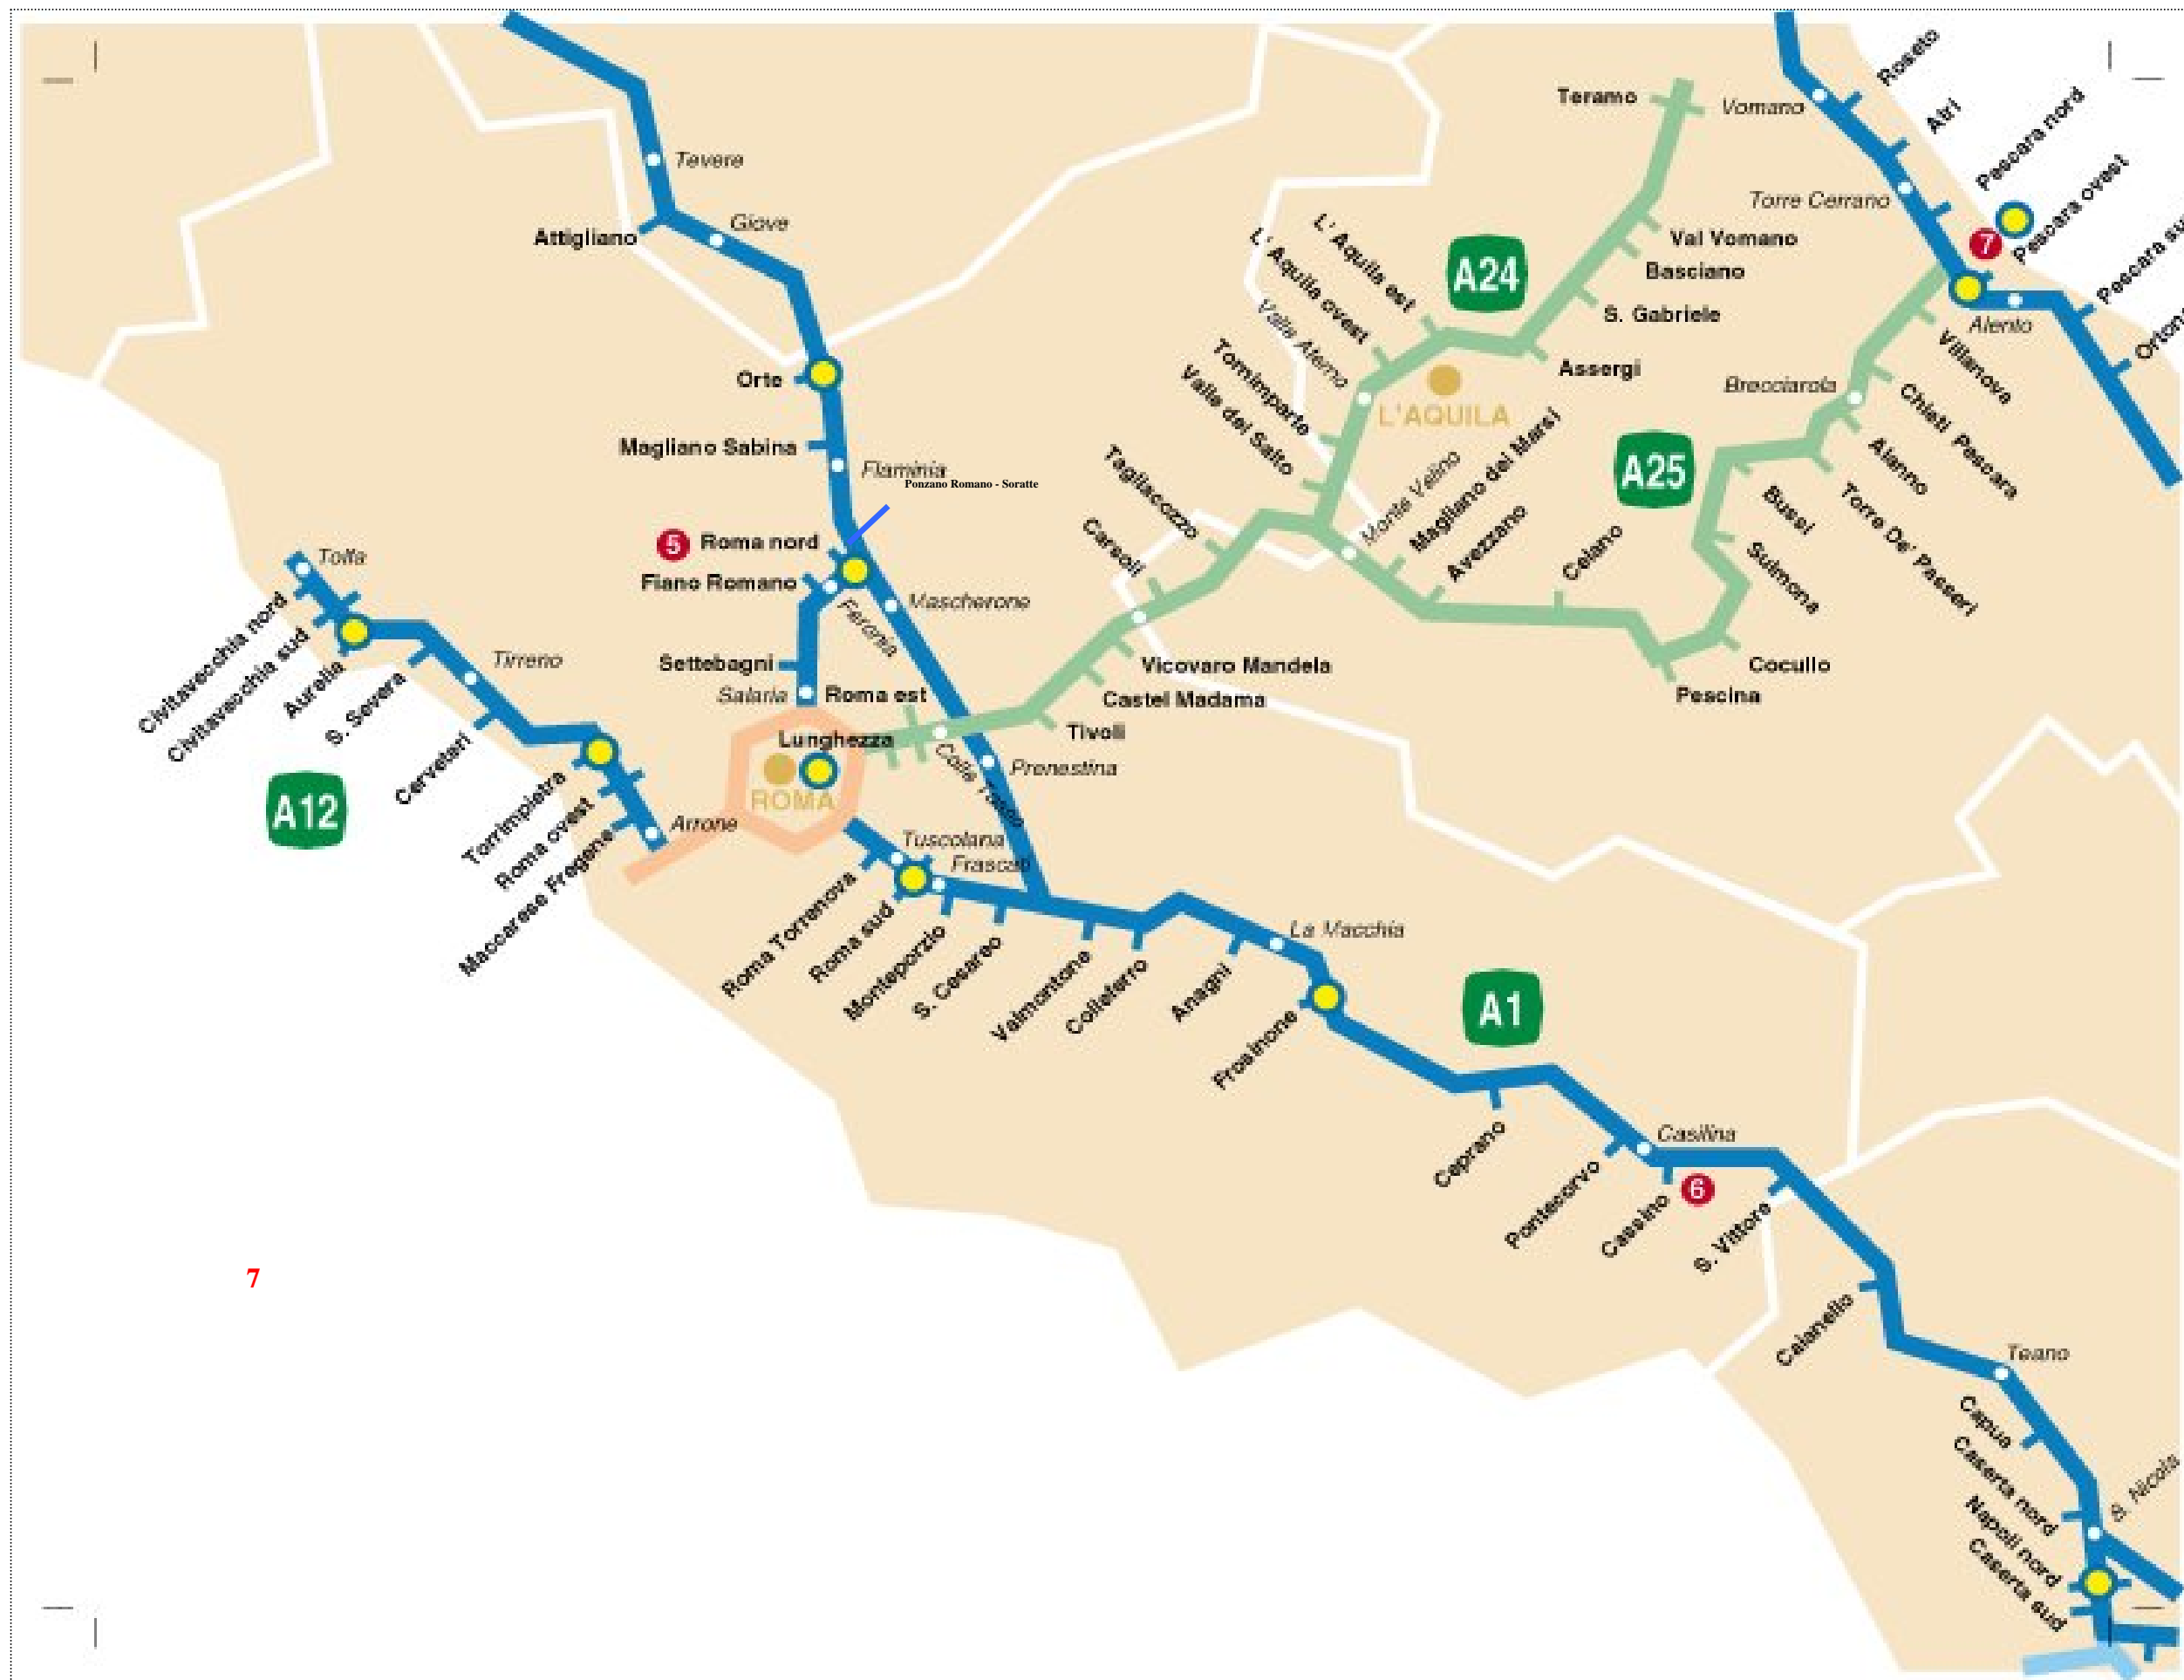 Roseto
Atri
Pescara nord
Teramo
Vomano
Tevere
Pescara ovest
Torre Cerrano
Giove
Attigliano
L' Aquila est
L' Aquila ovest
Val Vomano
7
A24
Basciano
Pescara su
S. Gabriele
Valle Aterno
Alento
Orton
Tornimparte
Villanova
Assergi
Orte
Valle del Salto
Brecciarola
L'AQUILA
Chieti Pescara
Magliano Sabina
Tagliacozzo
Magliano dei Marsi
Monte Velino
Alanno
A25
Flaminia
Ponzano Romano - Soratte
Bussi
Torre De' Passeri
Carsoli
Avezzano
Celano
5
Roma nord
Sulmona
Tolfa
Fiano Romano
Feronia
Mascherone
Civitavecchia nord
Civitavecchia sud
Aurelia
S. Severa
Tirreno
Settebagni
Vicovaro Mandela
Cocullo
Salaria
Roma est
Castel Madama
Pescina
Cerveteri
Lunghezza
Tivoli
Colle Tasso
Prenestina
A12
ROMA
Torrimpietra
Roma ovest
Maccarese Fregene
Arrone
Tuscolana
Frascati
Roma Torrenova
Roma sud
Monteporzio
S. Cesareo
Valmontone
Colleferro
Anagni
La Macchia
Frosinone
A1
Ceprano
Pontecorvo
Casilina
Cassino
6
S. Vittore
7
Caianello
Teano
Capua
Caserta nord
S. Nicola
Napoli nord
Caserta sud